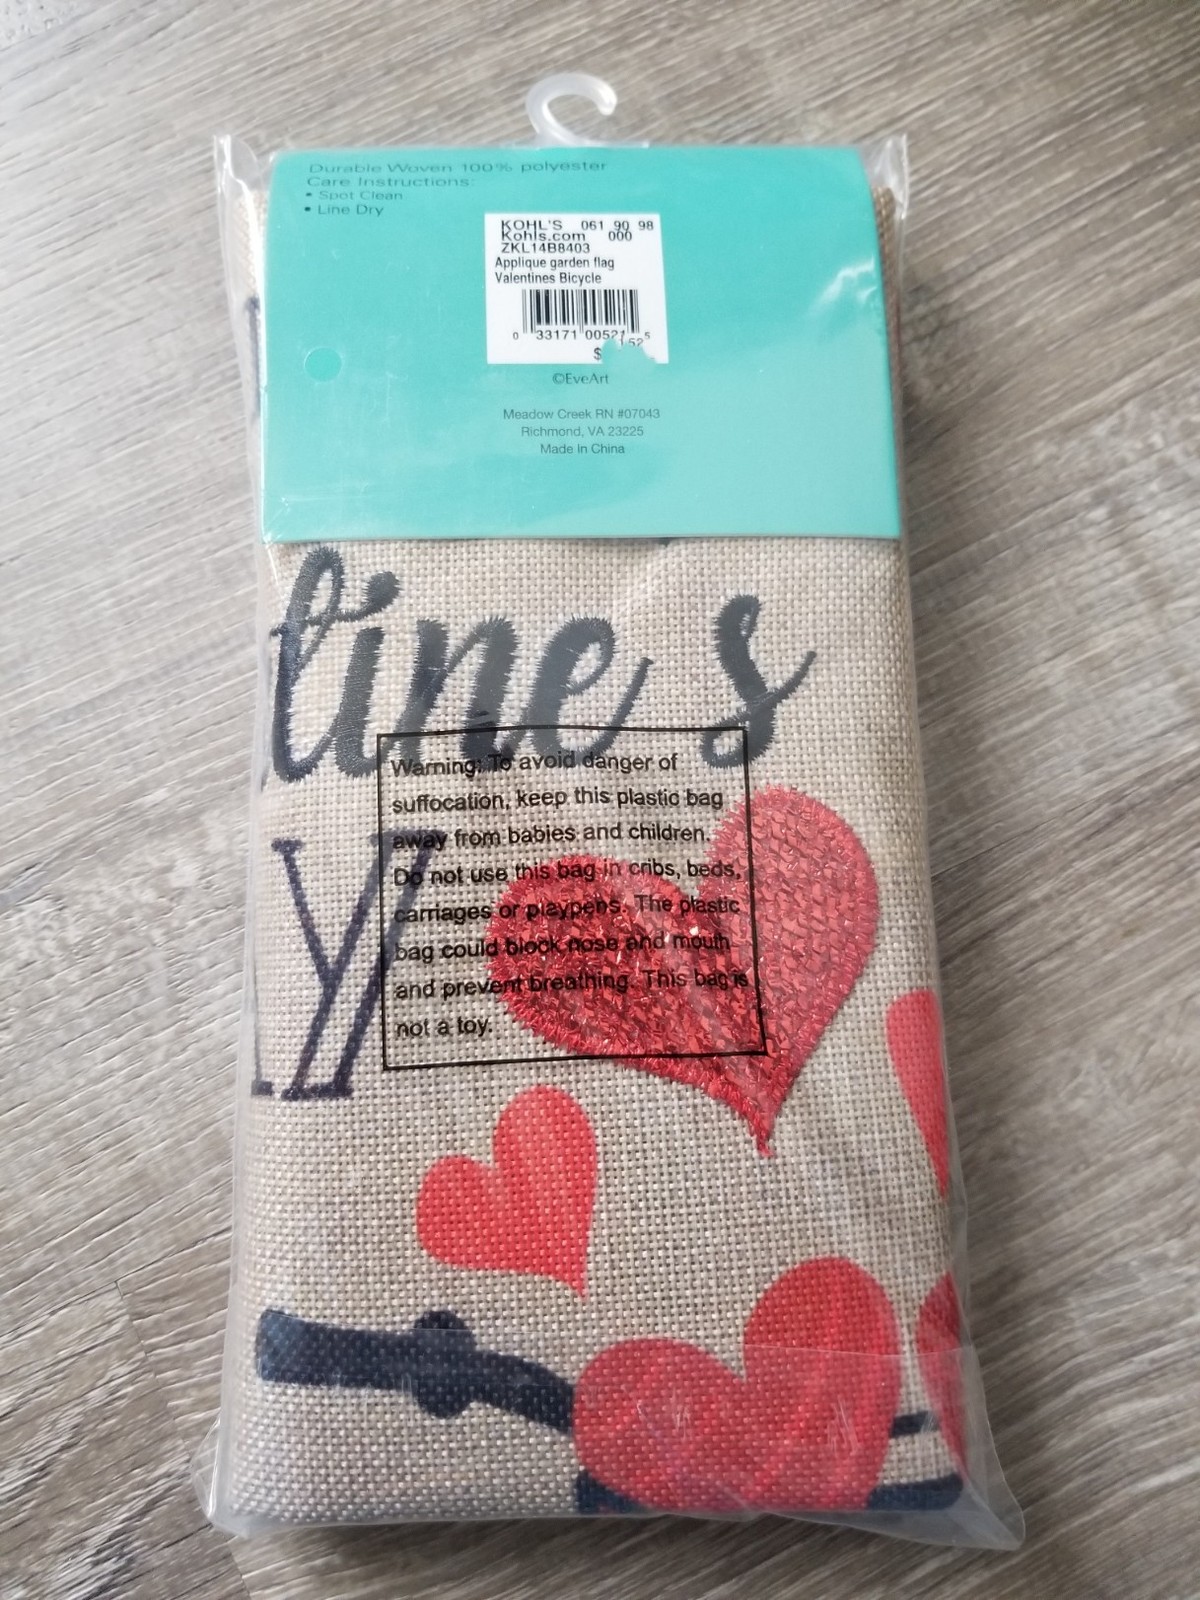 Durable Woven 100% polyester
Care Instructions:
• Spot Clean
• Line Dry
KOHL'S 061 90 98
Kohls.com 000
ZKL14B8403
Applique garden flag
Valentines Bicycle
0 33171 00521 5
$
©EveArt
Meadow Creek RN #07043
Richmond, VA 23225
Made In China
tine's
Y
Warning: To avoid danger of
suffocation, keep this plastic bag
away from babies and children.
Do not use this bag in cribs, beds,
carriages or playpens. The plastic
bag could block nose and mouth
and prevent breathing. This bag is
not a toy.